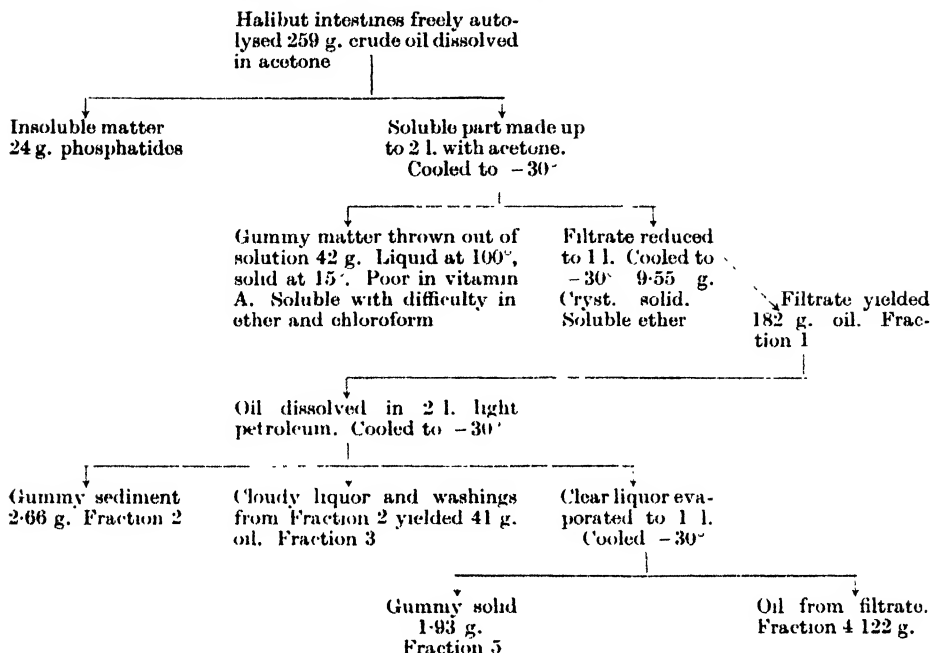 Halibut intestines freely auto-
lysed 259 g. crude oil dissolved
in acetone
Insoluble matter
24 g. phosphatides
Soluble part made up
to 2 l. with acetone.
Cooled to -30°
Gummy matter thrown out of
solution 42 g. Liquid at 100°,
solid at 15°. Poor in vitamin
A. Soluble with difficulty in
ether and chloroform
Filtrate reduced
to 1 l. Cooled to
-30° 9·55 g.
Cryst. solid.
Soluble ether
Filtrate yielded
182 g. oil. Frac-
tion 1
Oil dissolved in 2 l. light
petroleum. Cooled to -30°
Gummy sediment
2·66 g. Fraction 2
Cloudy liquor and washings
from Fraction 2 yielded 41 g.
oil. Fraction 3
Clear liquor eva-
porated to 1 l.
Cooled -30°
Gummy solid
1·93 g.
Fraction 5
Oil from filtrate.
Fraction 4 122 g.